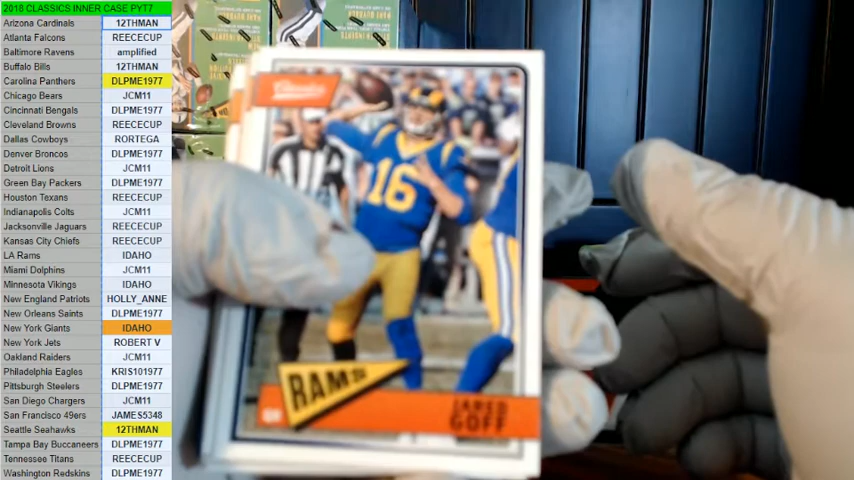 2018 CLASSICS INNER CASE PYT7
Arizona Cardinals 12THMAN
Atlanta Falcons REECECUP
Baltimore Ravens amplified
Buffalo Bills 12THMAN
Carolina Panthers DLPME1977
Chicago Bears JCM11
Cincinnati Bengals DLPME1977
Cleveland Browns REECECUP
Dallas Cowboys RORTEGA
Denver Broncos DLPME1977
Detroit Lions JCM11
Green Bay Packers DLPME1977
Houston Texans REECECUP
Indianapolis Colts JCM11
Jacksonville Jaguars REECECUP
Kansas City Chiefs REECECUP
LA Rams IDAHO
Miami Dolphins JCM11
Minnesota Vikings IDAHO
New England Patriots HOLLY_ANNE
New Orleans Saints DLPME1977
New York Giants IDAHO
New York Jets ROBERT V
Oakland Raiders JCM11
Philadelphia Eagles KRIS101977
Pittsburgh Steelers DLPME1977
San Diego Chargers JCM11
San Francisco 49ers JAMES5348
Seattle Seahawks 12THMAN
Tampa Bay Buccaneers DLPME1977
Tennessee Titans REECECUP
Washington Redskins DLPME1977
Classics
16
RAMS
QB
JARED
GOFF